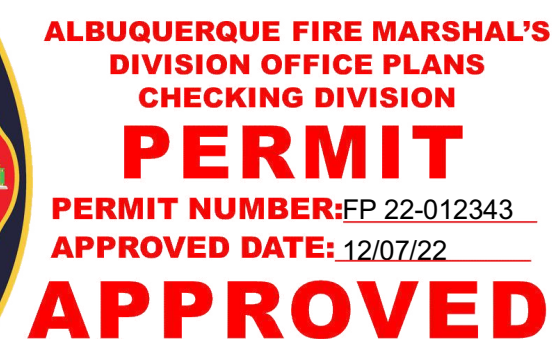 ALBUQUERQUE FIRE MARSHAL'S
DIVISION OFFICE PLANS
CHECKING DIVISION
PERMIT
PERMIT NUMBER:FP 22-012343
APPROVED DATE: 12/07/22
APPROVED